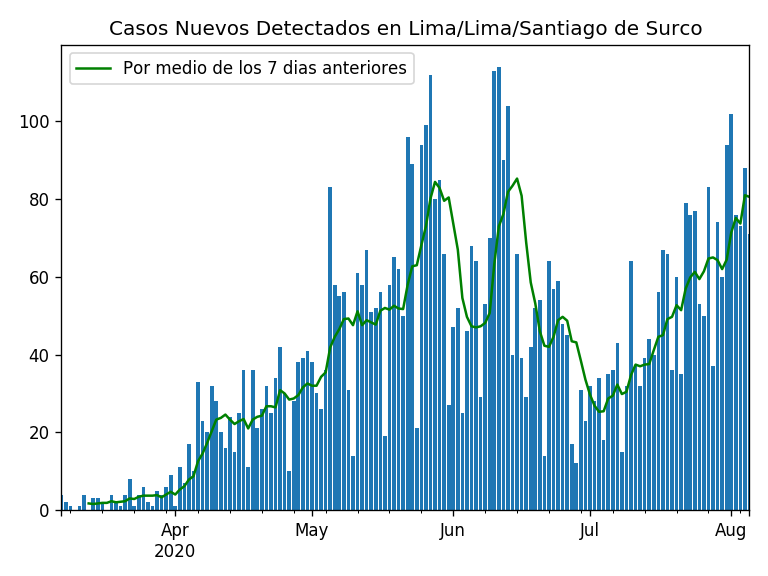 Casos Nuevos Detectados en Lima/Lima/Santiago de Surco
Por medio de los 7 dias anteriores
100
80
60
40
20
0
Apr
2020
May
Jun
Jul
Aug